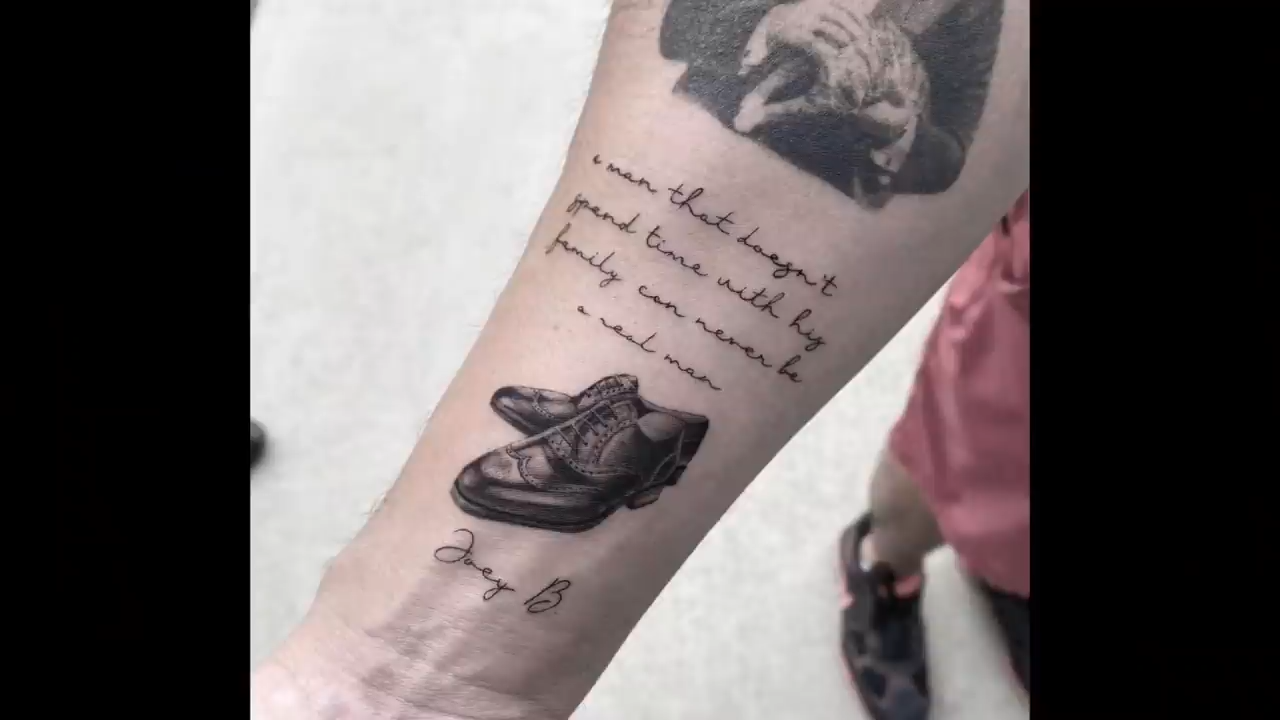 a man that doesn't
spend time with his
family can never be
a real man
Joey B.